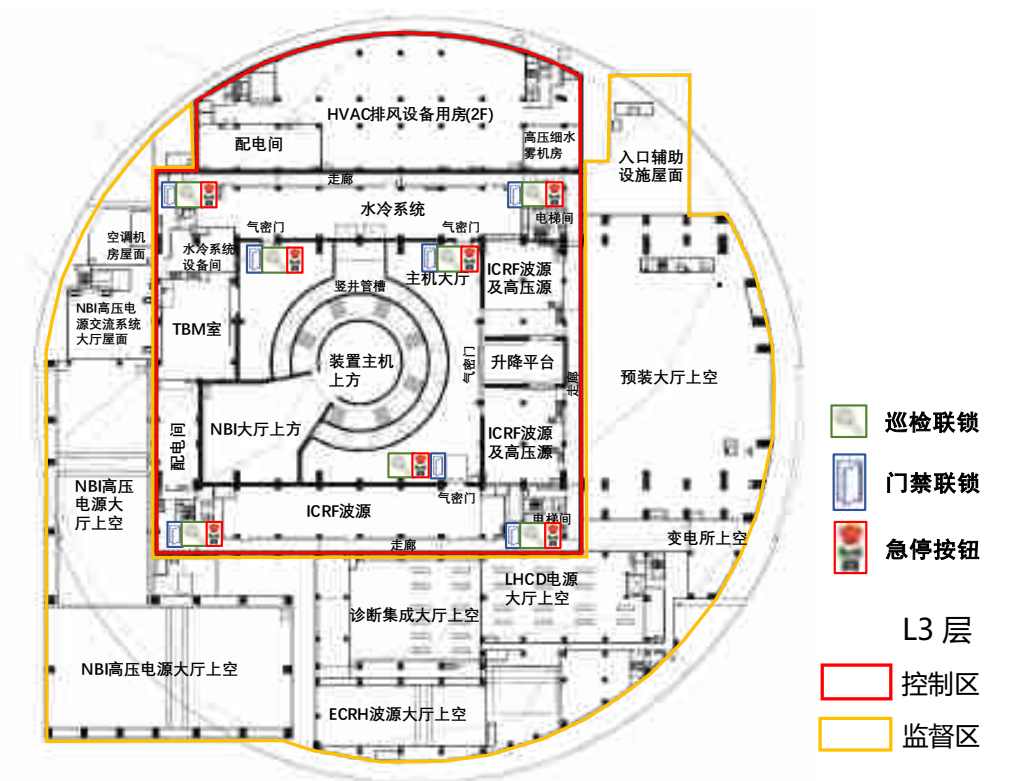 HVAC排风设备用房(2F)
配电间
高压细水
雾机房
入口辅助
设施屋面
走廊
水冷系统
电梯间
气密门
气密门
空调机
房屋面
水冷系统
设备间
主机大厅
ICRF波源
及高压源
竖井管槽
NBI高压电
源交流系统
大厅屋面
TBM室
装置主机
上方
气密门
升降平台
走廊
预装大厅上空
NBI大厅上方
配电间
ICRF波源
及高压源
巡检联锁
NBI高压
电源大
厅上空
气密门
门禁联锁
ICRF波源
电梯间
走廊
变电所上空
急停按钮
LHCD电源
大厅上空
诊断集成大厅上空
L3 层
NBI高压电源大厅上空
控制区
ECRH波源大厅上空
监督区